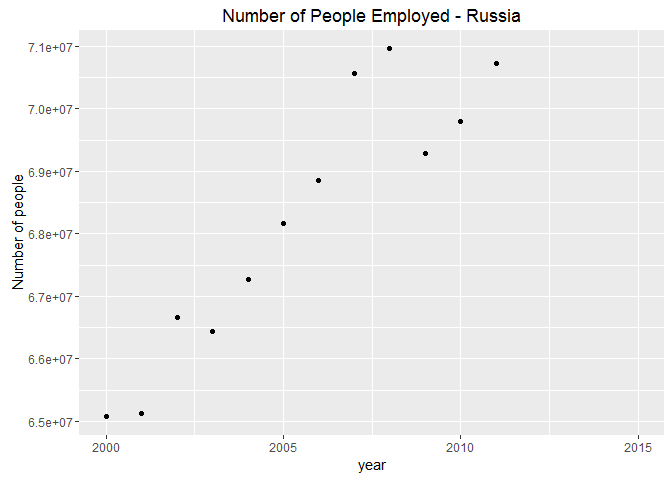 Number of People Employed - Russia
Number of people
7.1e+07
7.0e+07
6.9e+07
6.8e+07
6.7e+07
6.6e+07
6.5e+07
2000 2005 2010 2015
year